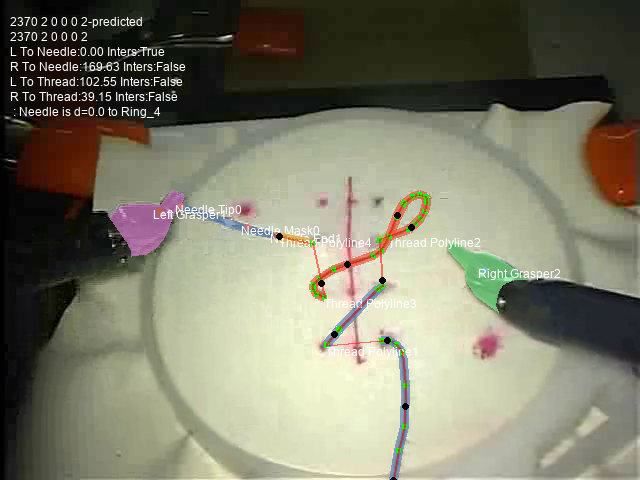 2370 2 0 0 0 2-predicted
2370 2 0 0 0 2
L To Needle:0.00 Inters:True
R To Needle:169.63 Inters:False
L To Thread:102.55 Inters:False
R To Thread:39.15 Inters:False
: Needle is d=0.0 to Ring_4
Needle Tip0
Left Grasper1
Needle Mask0
Thread Polyline4
Thread Polyline2
Right Grasper2
Thread Polyline3
Thread Polyline1